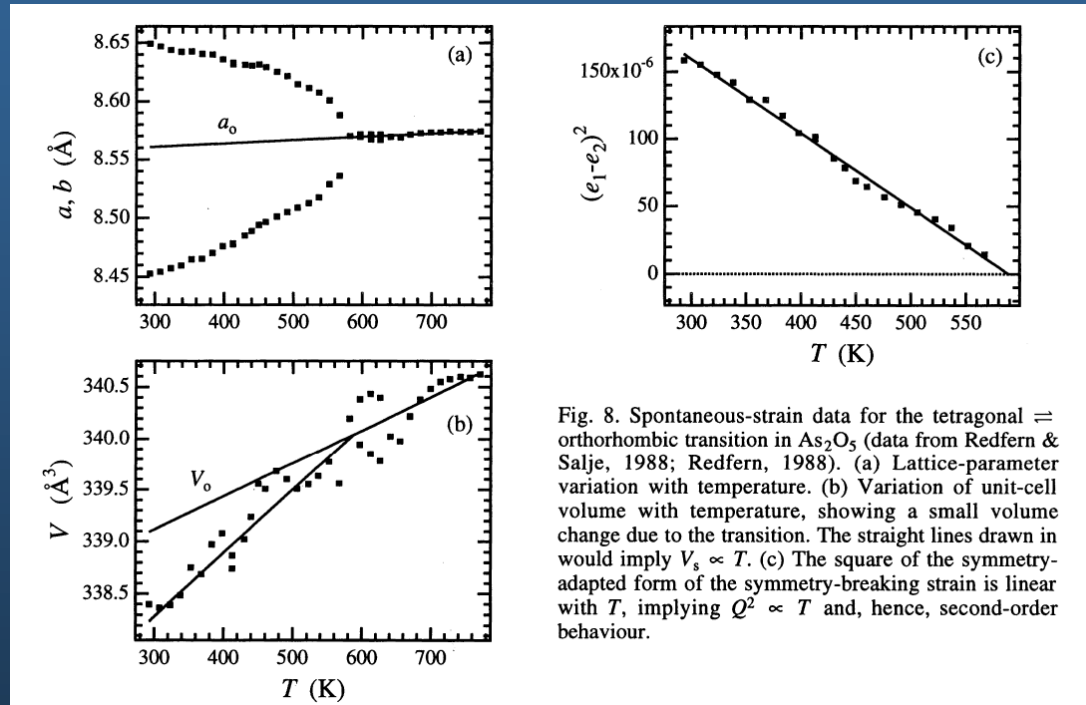 (a)
8.65
8.60
8.55
8.50
8.45
a, b (Å)
aₒ
300 400 500 600 700
(b)
340.5
340.0
339.5
339.0
338.5
V (Å³)
Vₒ
300 400 500 600 700
T (K)
(c)
150x10⁻⁶
100
50
0
(e₁-e₂)²
300 350 400 450 500 550
T (K)
Fig. 8. Spontaneous-strain data for the tetragonal ⇌
orthorhombic transition in As₂O₅ (data from Redfern &
Salje, 1988; Redfern, 1988). (a) Lattice-parameter
variation with temperature. (b) Variation of unit-cell
volume with temperature, showing a small volume
change due to the transition. The straight lines drawn in
would imply Vₛ ∝ T. (c) The square of the symmetry-
adapted form of the symmetry-breaking strain is linear
with T, implying Q² ∝ T and, hence, second-order
behaviour.